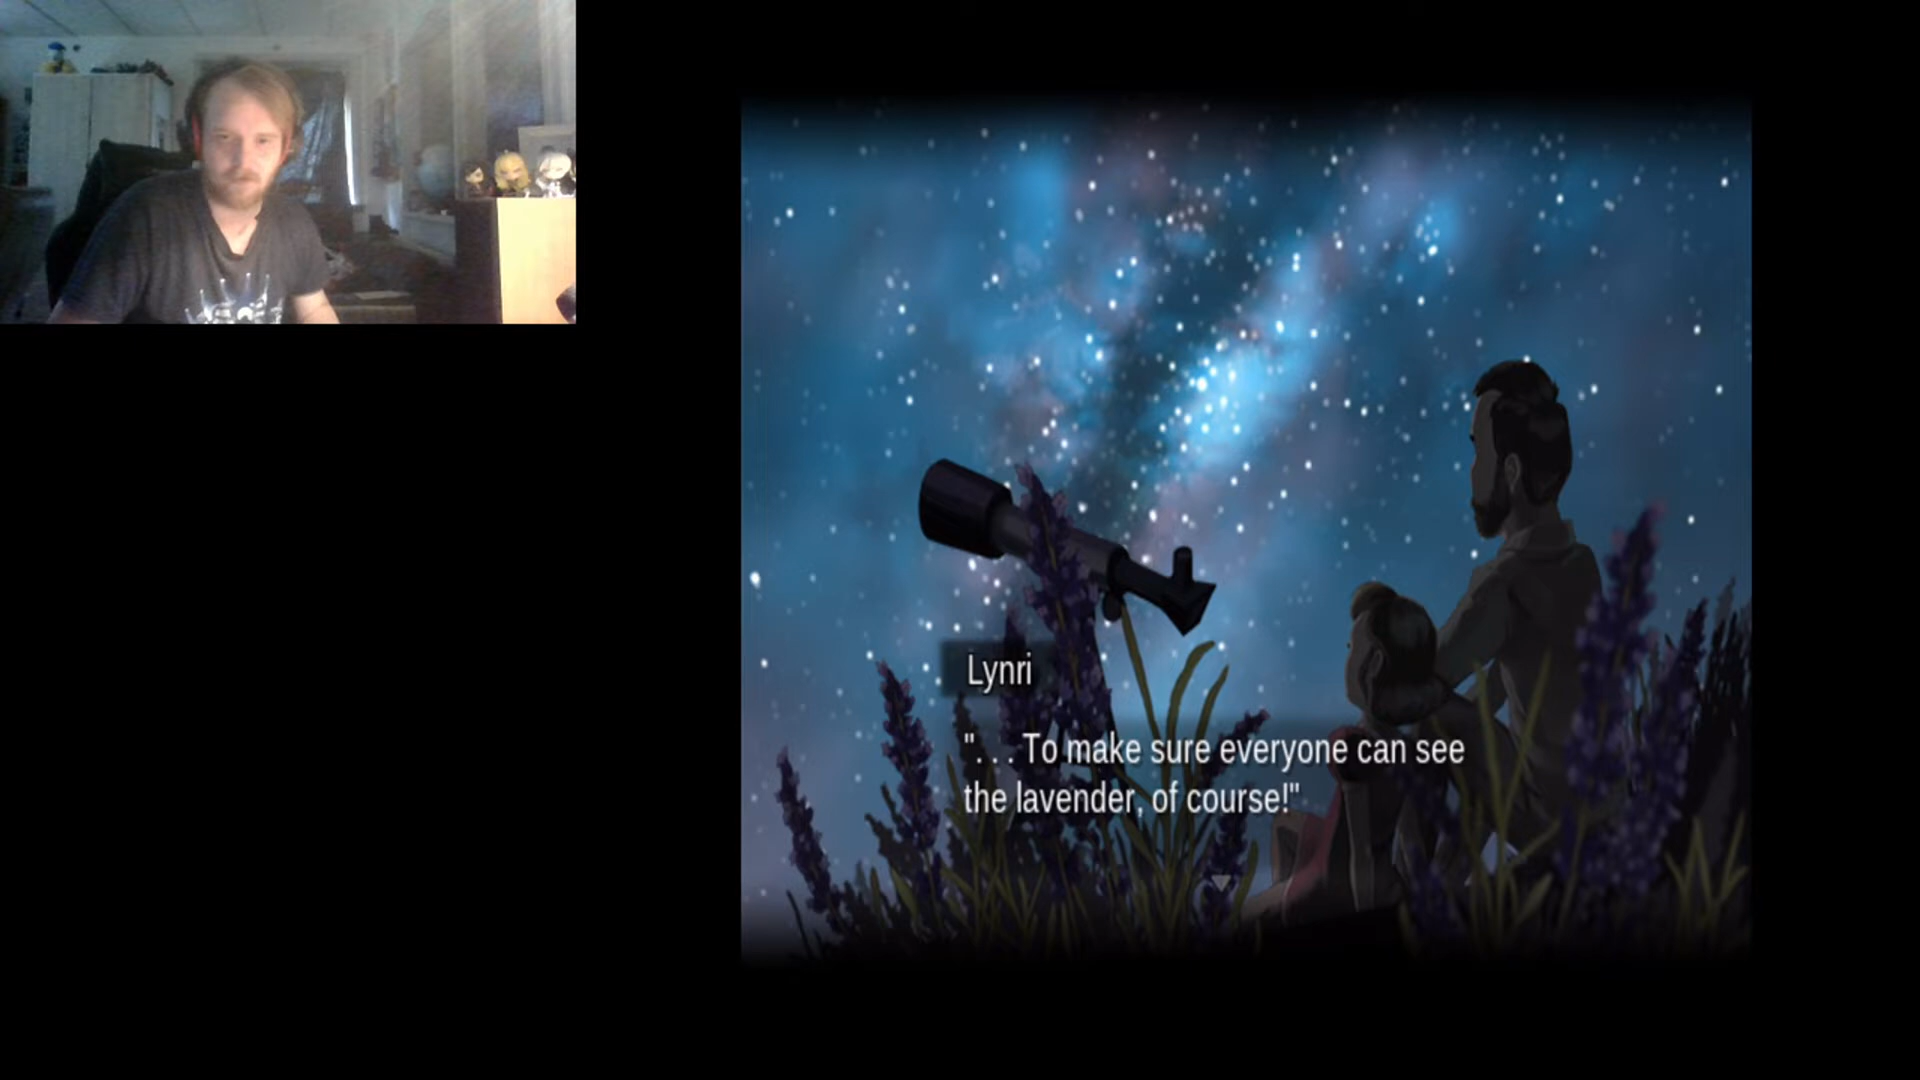 Lynri
". . . To make sure everyone can see
the lavender, of course!"